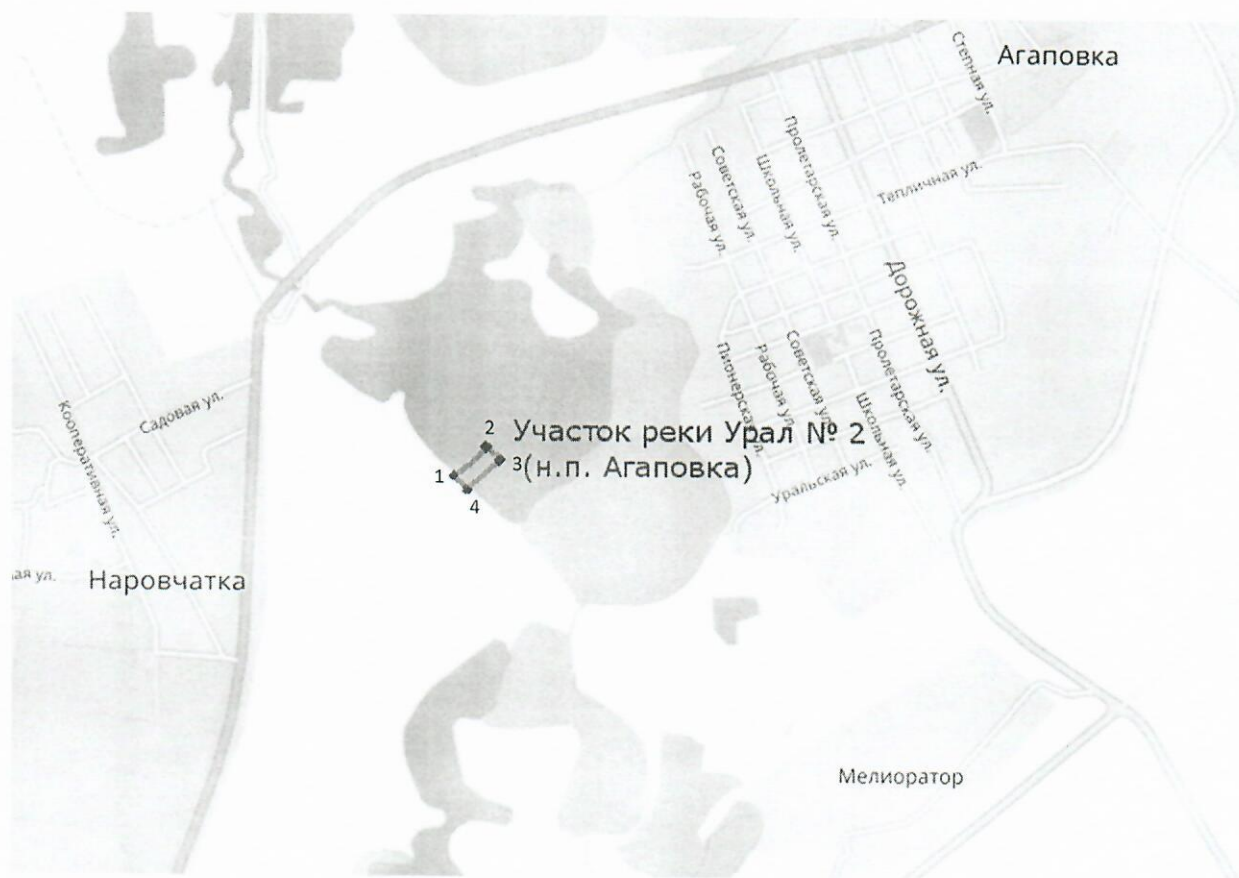 Агаповка
Степная ул.
Пролетарская ул.
Школьная ул.
Советская ул.
Рабочая ул.
Тепличная ул.
Дорожная ул.
Пионерская ул.
Рабочая ул.
Советская ул.
Школьная ул.
Пролетарская ул.
Уральская ул.
Садовая ул.
Кооперативная ул.
2 Участок реки Урал № 2
1 3 (н.п. Агаповка)
4
ая ул.
Наровчатка
Мелиоратор